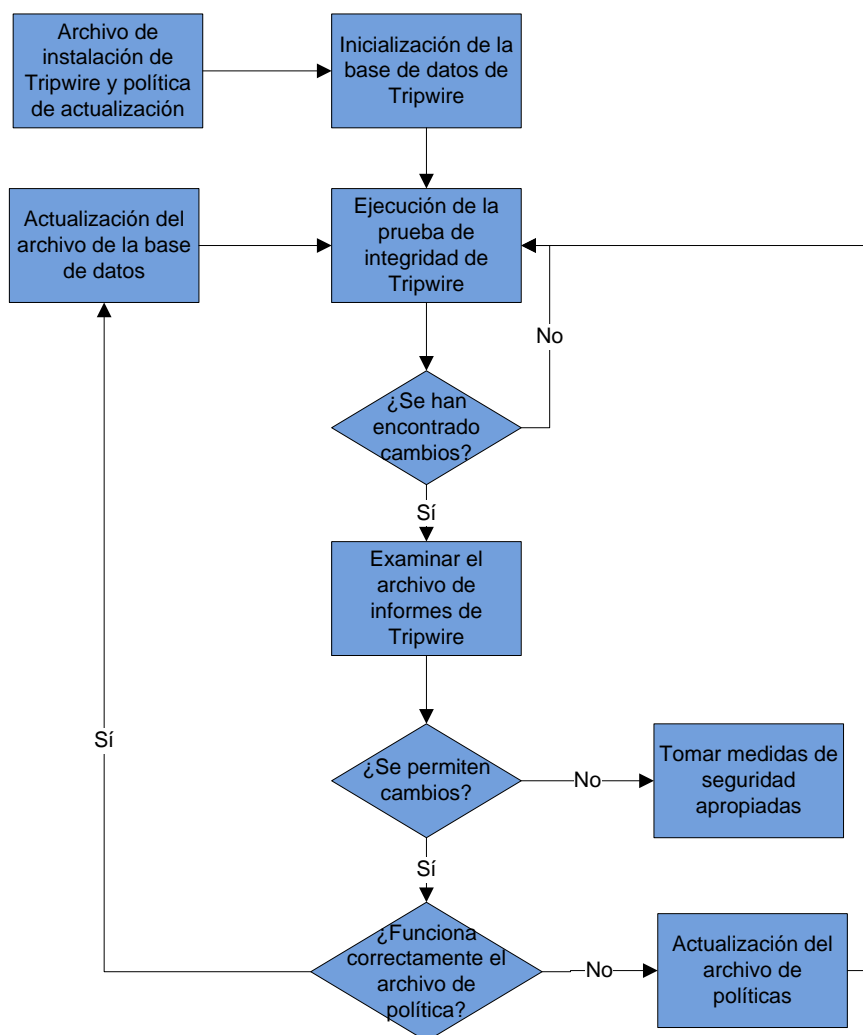 Archivo de
instalación de
Tripwire y política
de actualización
Inicialización de la
base de datos de
Tripwire
Actualización del
archivo de la base
de datos
Ejecución de la
prueba de
integridad de
Tripwire
No
¿Se han
encontrado
cambios?
Sí
Examinar el
archivo de
informes de
Tripwire
Sí
¿Se permiten
cambios?
No
Tomar medidas de
seguridad
apropiadas
Sí
¿Funciona
correctamente el
archivo de
política?
No
Actualización del
archivo de
políticas